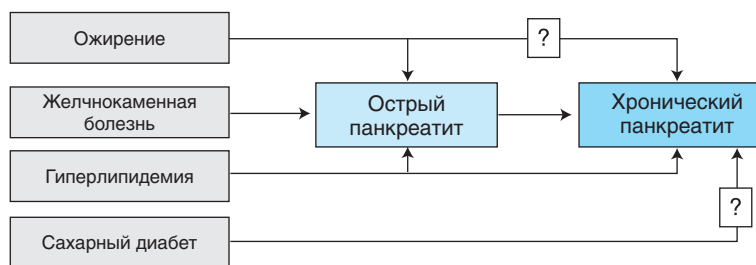 Ожирение
?
Желчнокаменная
болезнь
Острый
панкреатит
Хронический
панкреатит
Гиперлипидемия
?
Сахарный диабет